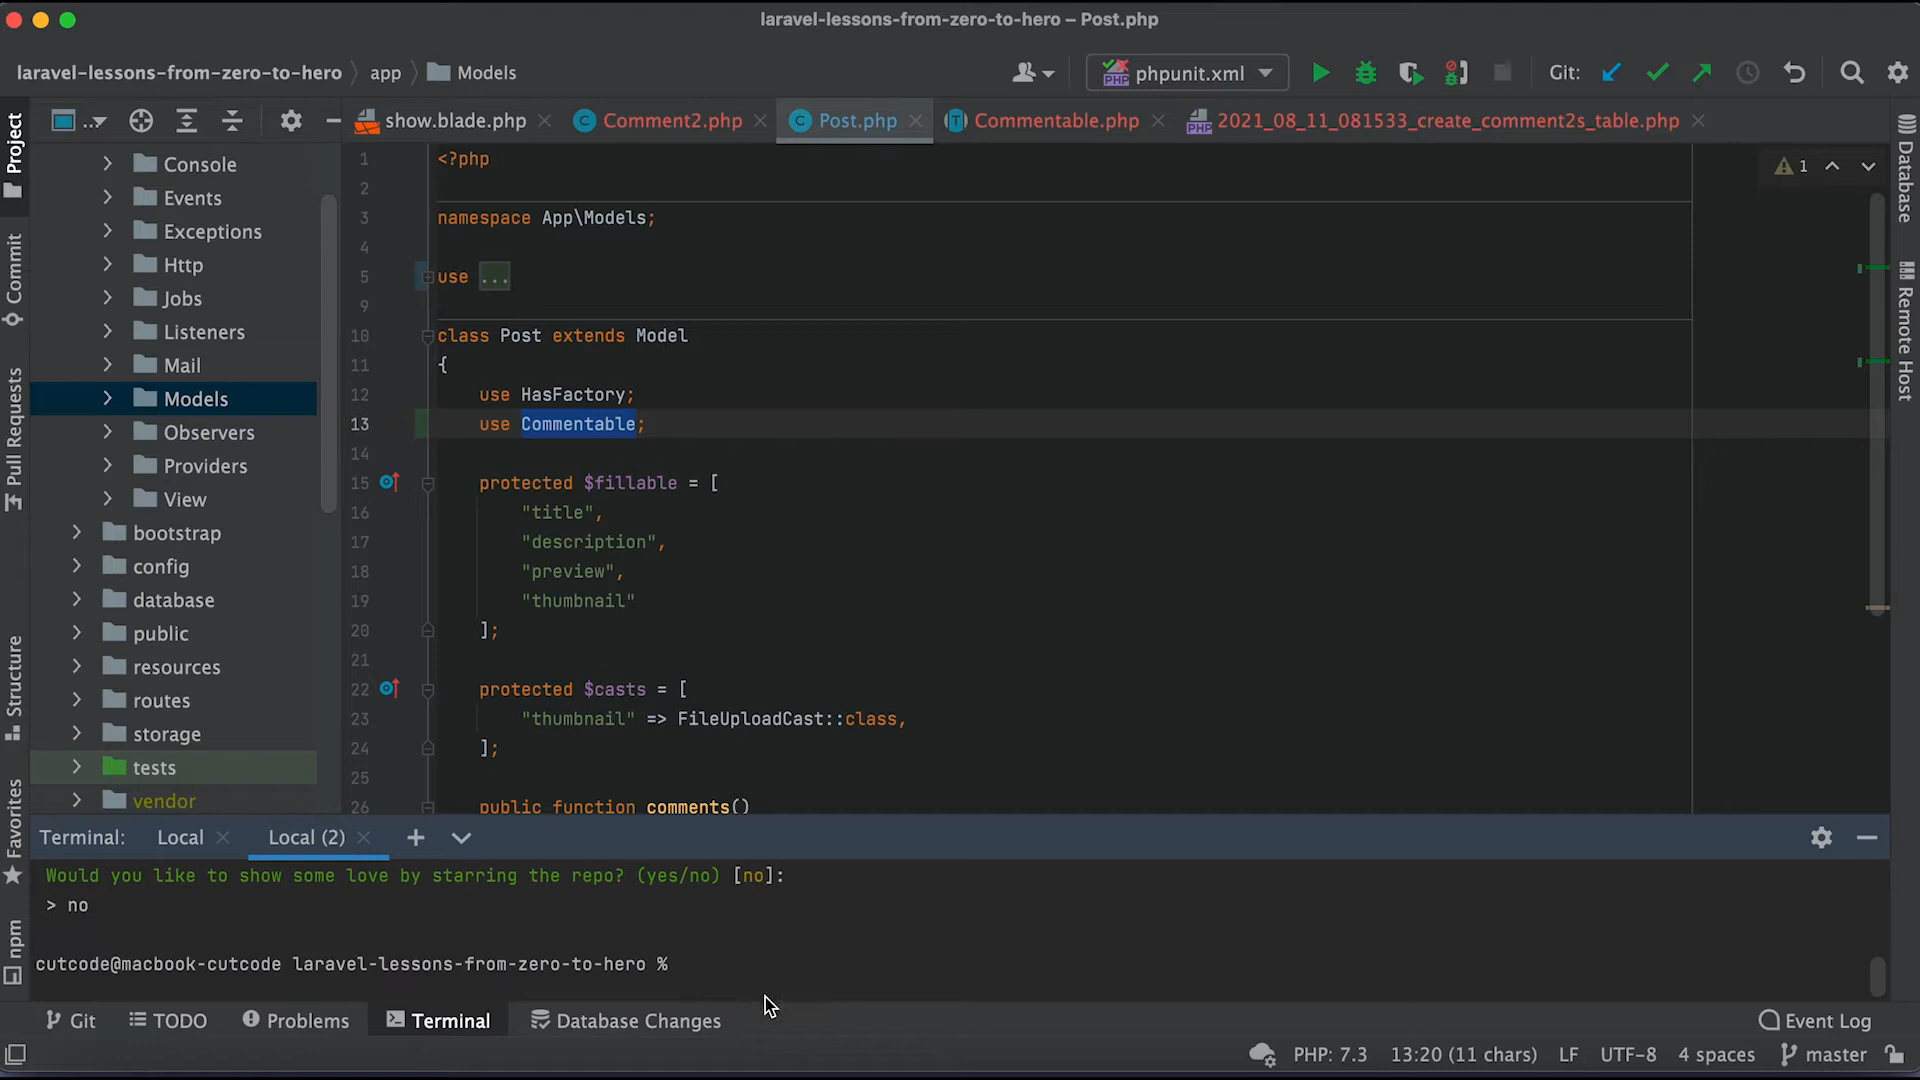 laravel-lessons-from-zero-to-hero – Post.php
laravel-lessons-from-zero-to-hero
app
Models
phpunit.xml
Git:
show.blade.php
Comment2.php
Post.php
Commentable.php
2021_08_11_081533_create_comment2s_table.php
Project
Commit
Pull Requests
Structure
Favorites
npm
Console
Events
Exceptions
Http
Jobs
Listeners
Mail
Models
Observers
Providers
View
bootstrap
config
database
public
resources
routes
storage
tests
vendor
1 <?php
2
3 namespace App\Models;
4
5 use ...
9
10 class Post extends Model
11 {
12 use HasFactory;
13 use Commentable;
14
15 protected $fillable = [
16 "title",
17 "description",
18 "preview",
19 "thumbnail"
20 ];
21
22 protected $casts = [
23 "thumbnail" => FileUploadCast::class,
24 ];
25
26 public function comments()
1
Database
Remote Host
Terminal:
Local
Local (2)
Would you like to show some love by starring the repo? (yes/no) [no]:
> no
cutcode@macbook-cutcode laravel-lessons-from-zero-to-hero %
Git
TODO
Problems
Terminal
Database Changes
Event Log
PHP: 7.3
13:20 (11 chars)
LF
UTF-8
4 spaces
master